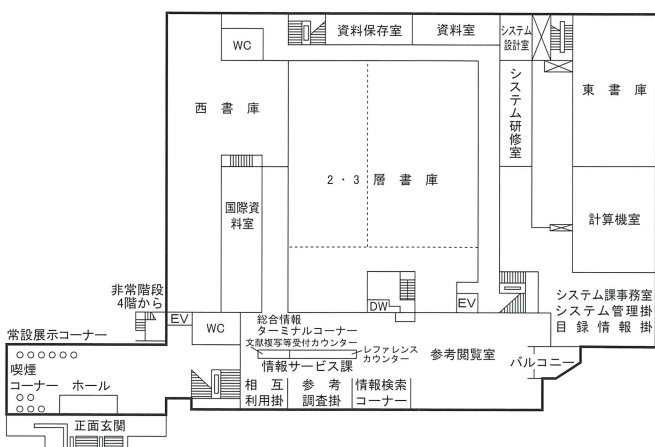 WC
資料保存室
資料室
システム
設計室
西書庫
システム研修室
東書庫
2・3層書庫
国際資
料室
計算機室
非常階段
4階から
EV
WC
DW
EV
システム課事務室
システム管理掛
目録情報掛
常設展示コーナー
総合情報
ターミナルコーナー
文献複写等受付カウンター
レファレンス
カウンター
参考閲覧室
バルコニー
喫煙
コーナー
ホール
情報サービス課
相互
利用掛
参考
調査掛
情報検索
コーナー
正面玄関